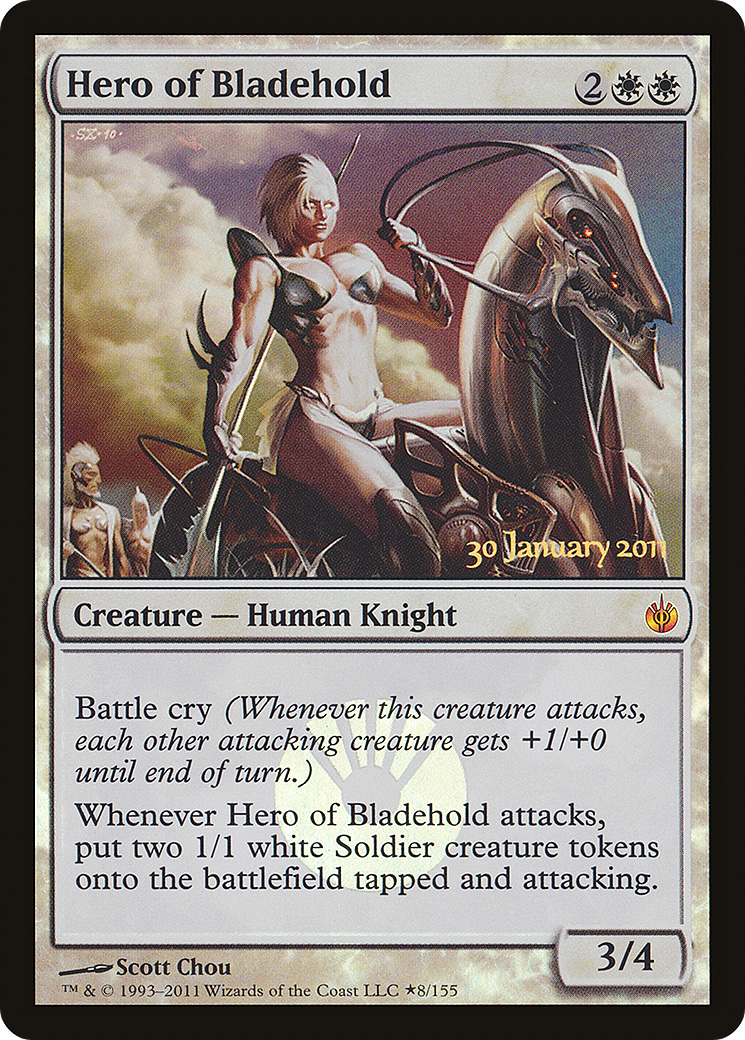 Hero of Bladehold 2
·SZ·10·
30 January 2011
Creature — Human Knight
Battle cry (Whenever this creature attacks,
each other attacking creature gets +1/+0
until end of turn.)
Whenever Hero of Bladehold attacks,
put two 1/1 white Soldier creature tokens
onto the battlefield tapped and attacking.
3/4
Scott Chou
™ & © 1993–2011 Wizards of the Coast LLC ★8/155